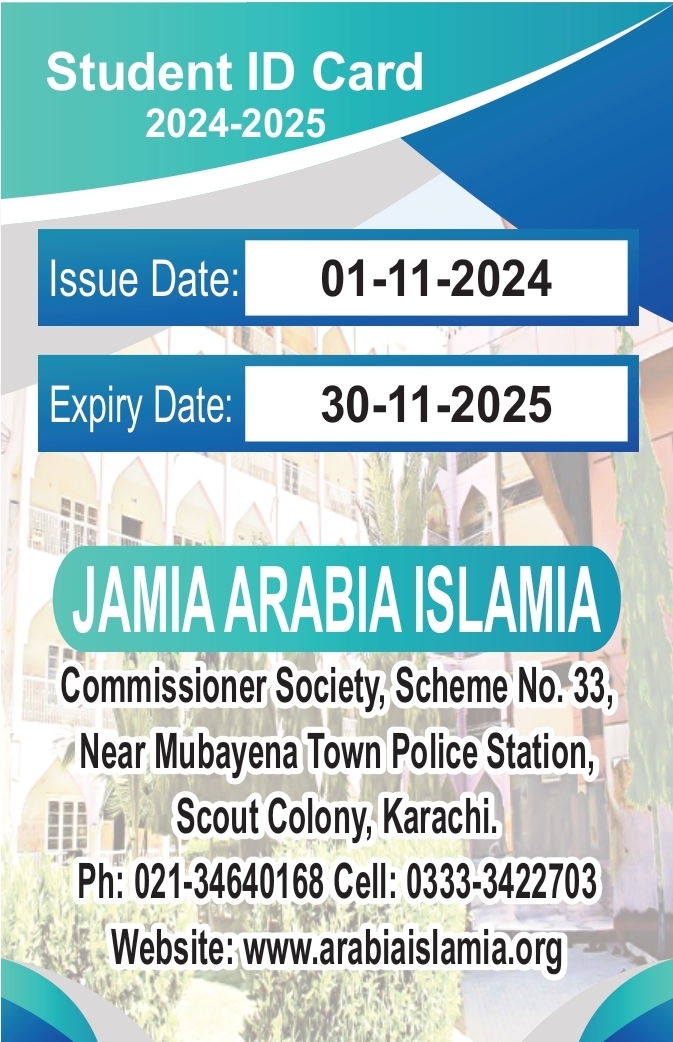 Student ID Card
2024-2025
Issue Date: 01-11-2024
Expiry Date: 30-11-2025
JAMIA ARABIA ISLAMIA
Commissioner Society, Scheme No. 33,
Near Mubayena Town Police Station,
Scout Colony, Karachi.
Ph: 021-34640168 Cell: 0333-3422703
Website: www.arabiaislamia.org